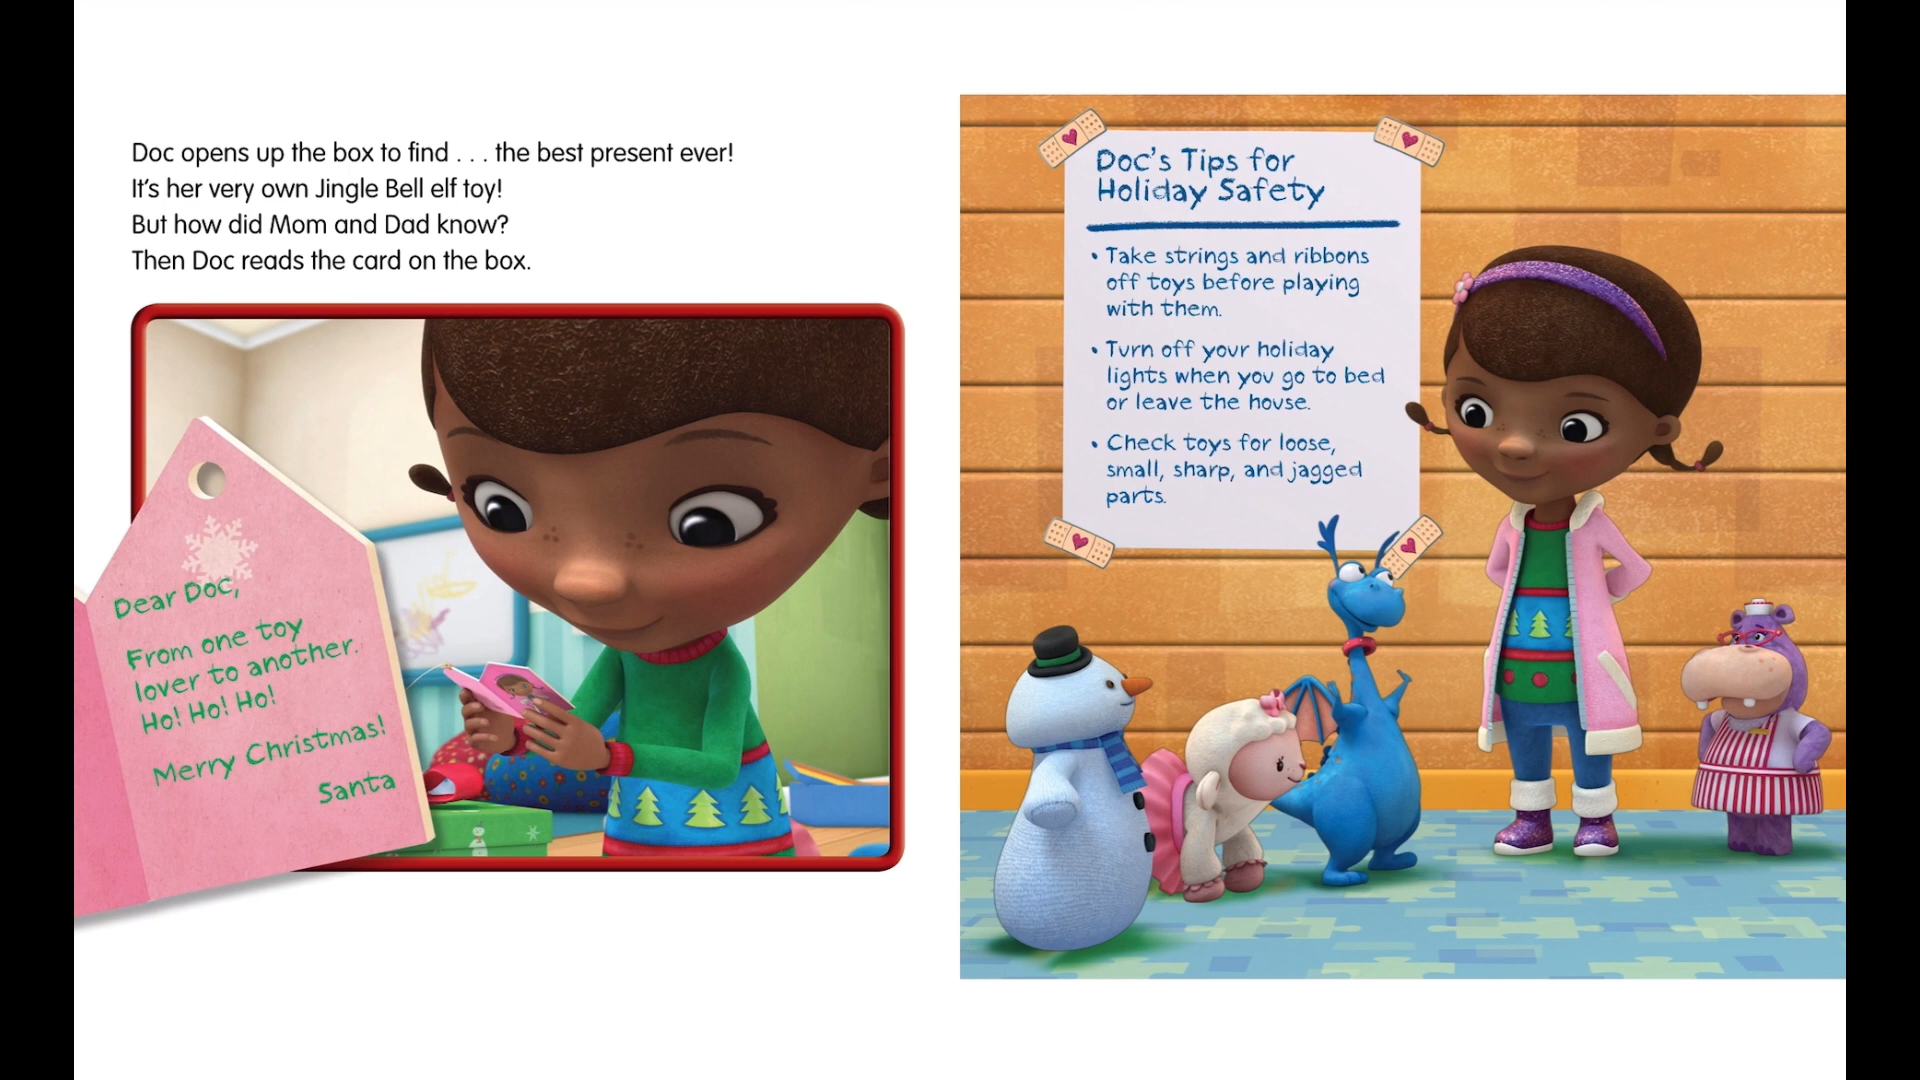 Doc opens up the box to find . . . the best present ever!
It’s her very own Jingle Bell elf toy!
But how did Mom and Dad know?
Then Doc reads the card on the box.
Dear Doc,
From one toy
lover to another.
Ho! Ho! Ho!
Merry Christmas!
Santa
Doc’s Tips for
Holiday Safety
• Take strings and ribbons
off toys before playing
with them.
• Turn off your holiday
lights when you go to bed
or leave the house.
• Check toys for loose,
small, sharp, and jagged
parts.